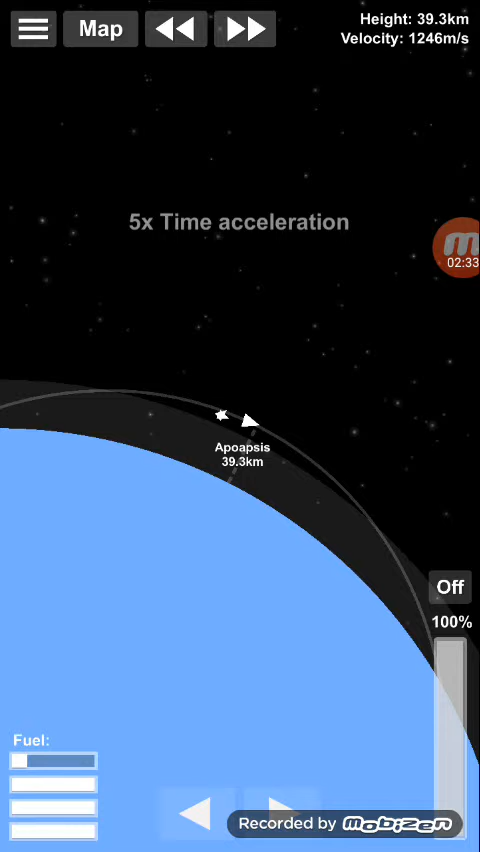 Map
Height: 39.3km
Velocity: 1246m/s
5x Time acceleration
02:33
Apoapsis
39.3km
Off
100%
Fuel:
Recorded by mobizen